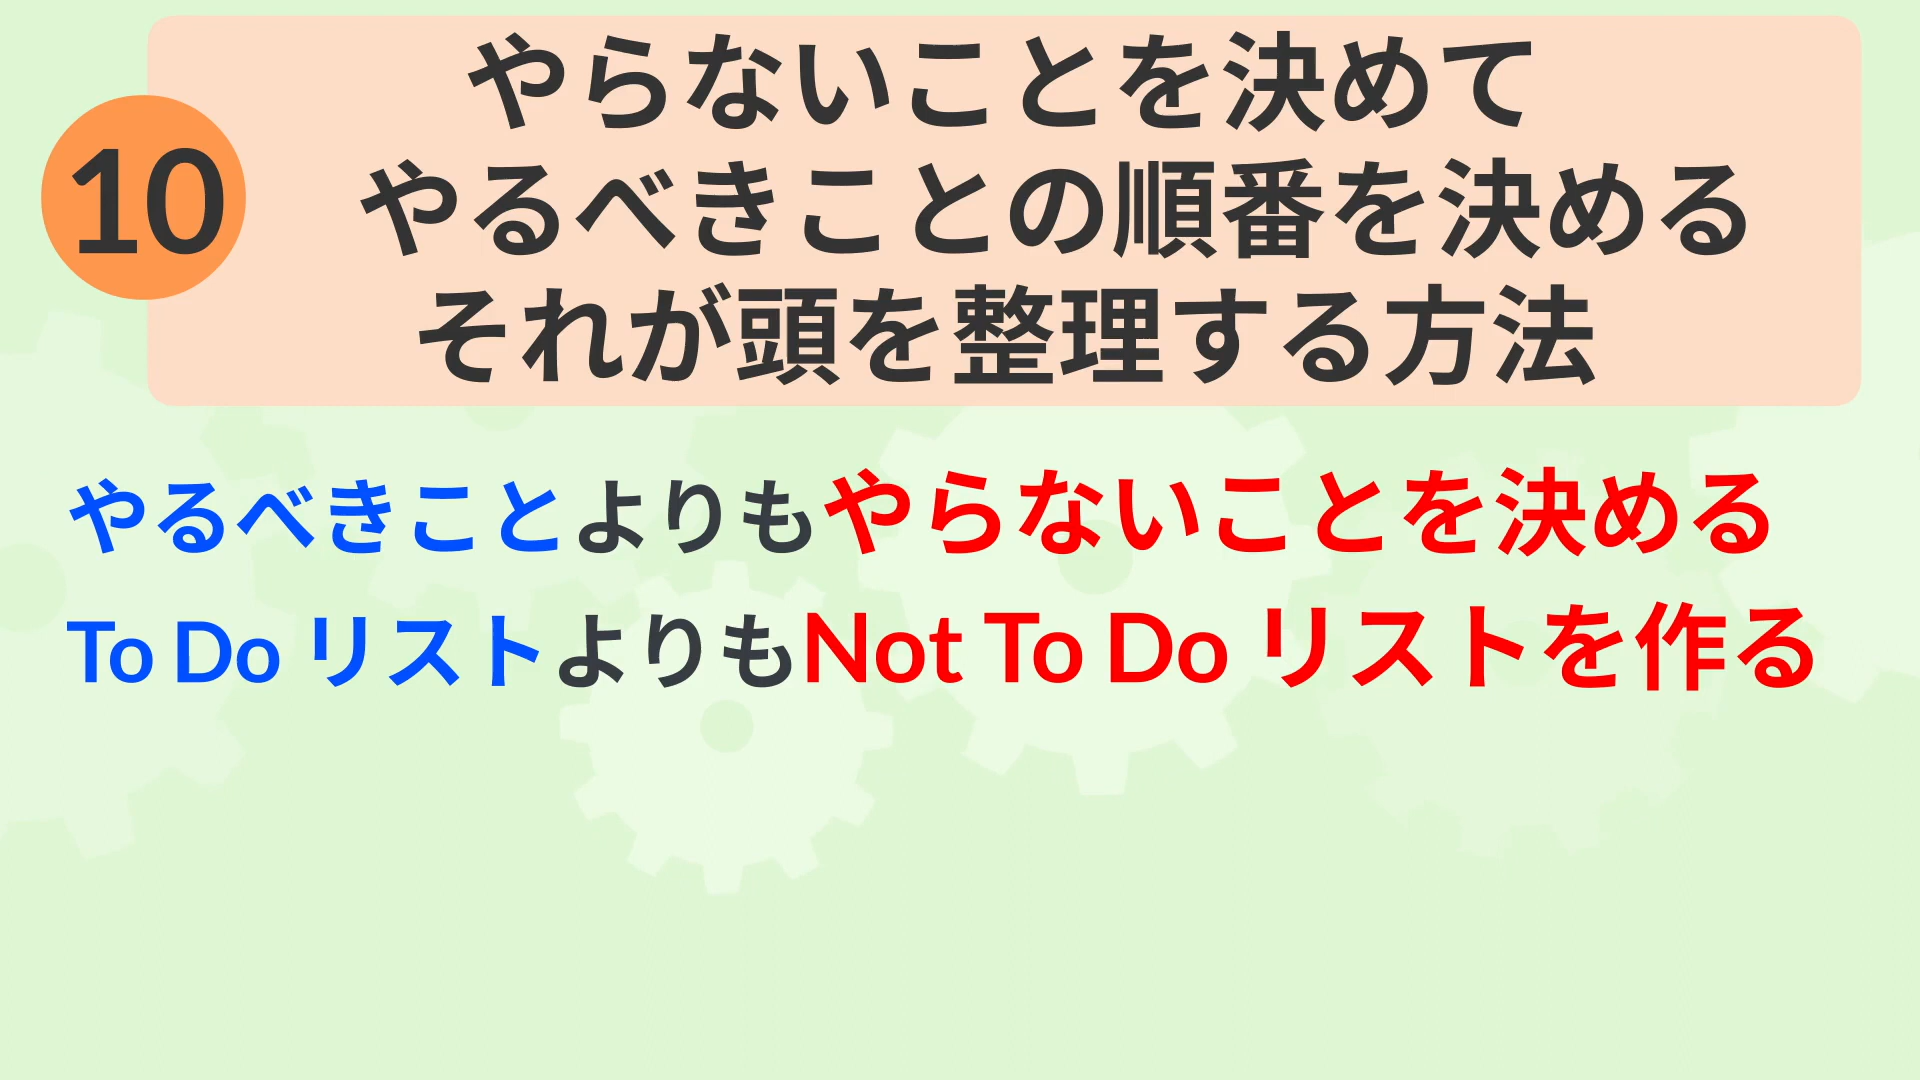 10
やらないことを決めて
やるべきことの順番を決める
それが頭を整理する方法
やるべきことよりもやらないことを決める
To Do リストよりもNot To Do リストを作る